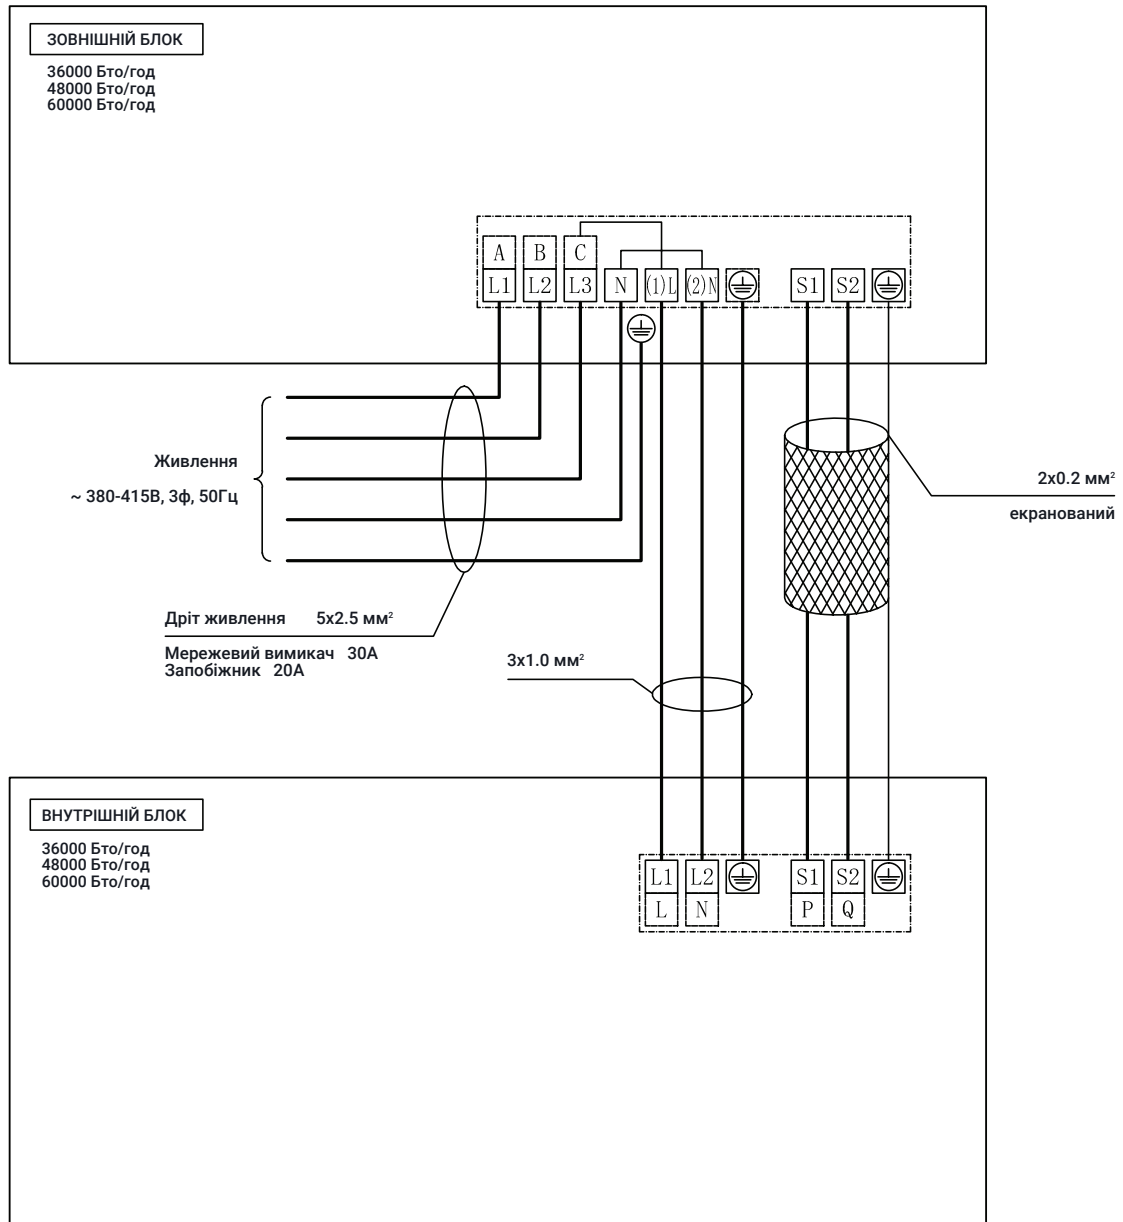 ЗОВНІШНІЙ БЛОК
36000 Бто/год
48000 Бто/год
60000 Бто/год
A B C
L1 L2 L3 N (1)L (2)N S1 S2
Живлення
~ 380-415В, 3ф, 50Гц
2x0.2 мм²
екранований
Дріт живлення 5x2.5 мм²
Мережевий вимикач 30А
Запобіжник 20А
3x1.0 мм²
ВНУТРІШНІЙ БЛОК
36000 Бто/год
48000 Бто/год
60000 Бто/год
L1 L2 S1 S2
L N P Q